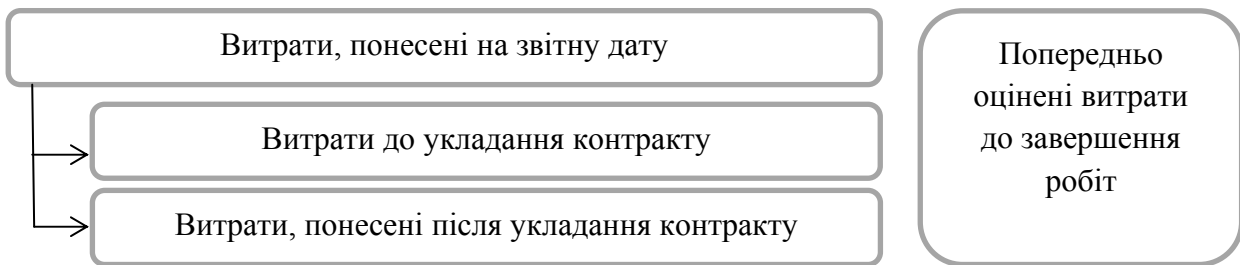 Витрати, понесені на звітну дату
Витрати до укладання контракту
Витрати, понесені після укладання контракту
Попередньо
оцінені витрати
до завершення
робіт